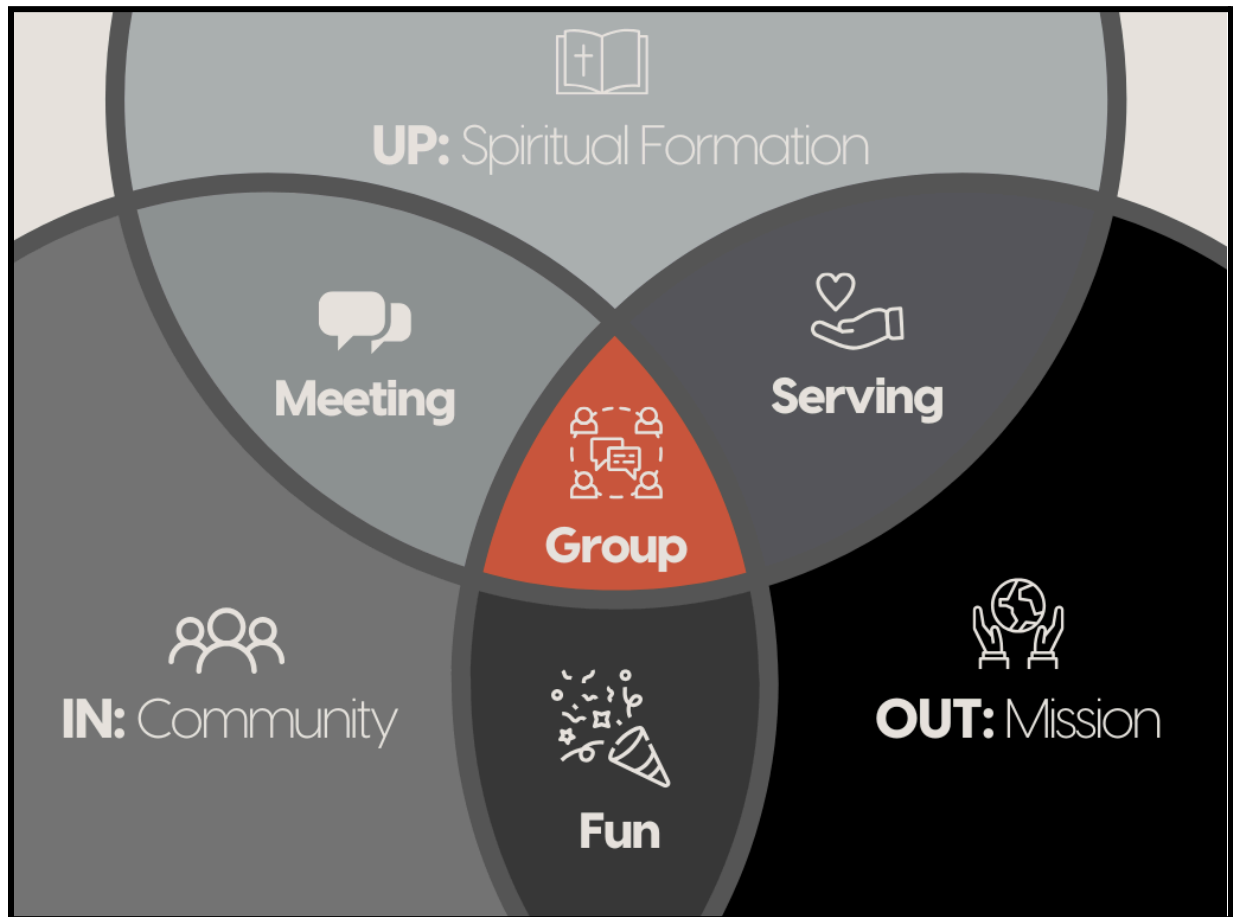 UP: Spiritual Formation
Meeting
Serving
Group
IN: Community
OUT: Mission
Fun